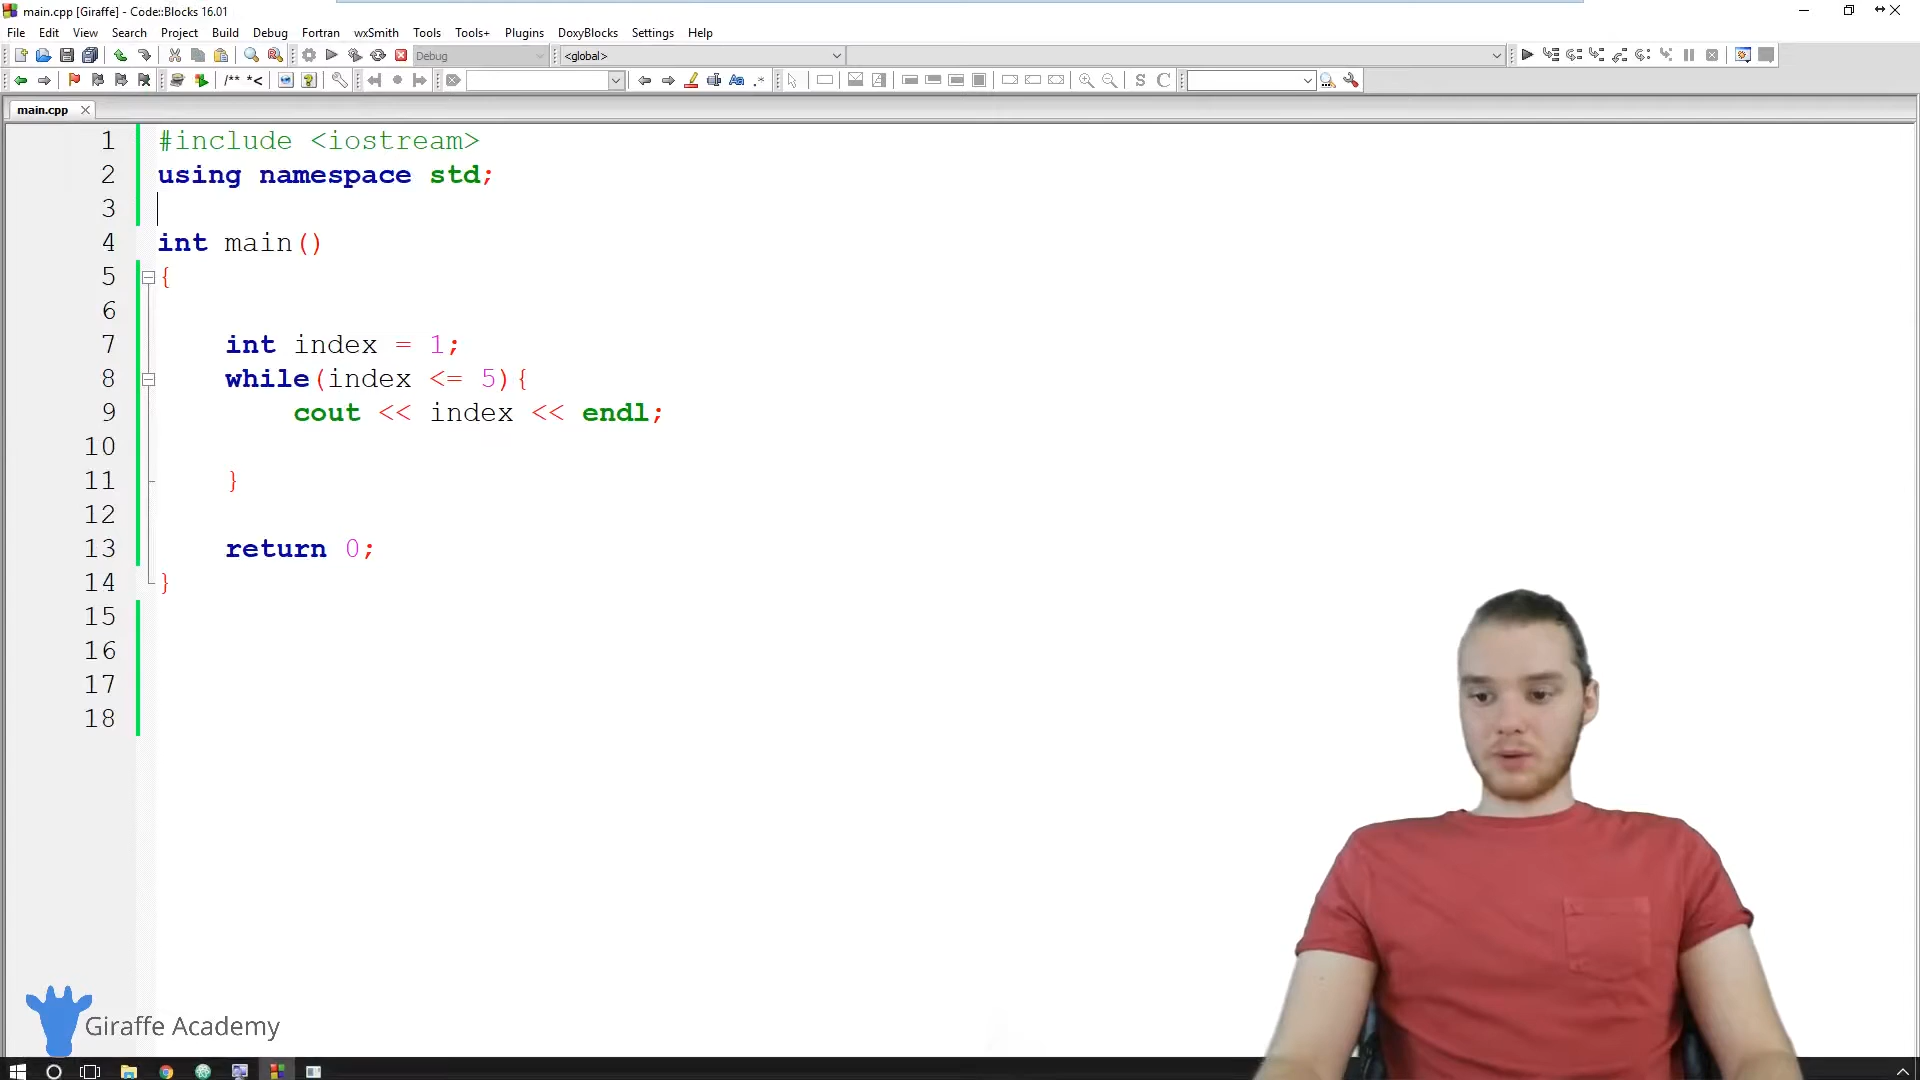 main.cpp [Giraffe] - Code::Blocks 16.01
File Edit View Search Project Build Debug Fortran wxSmith Tools Tools+ Plugins DoxyBlocks Settings Help
Debug <global>
/** *< Aa .* S C
main.cpp
1 #include <iostream>
2 using namespace std;
3
4 int main()
5 {
6
7 int index = 1;
8 while(index <= 5){
9 cout << index << endl;
10
11 }
12
13 return 0;
14 }
15
16
17
18
Giraffe Academy